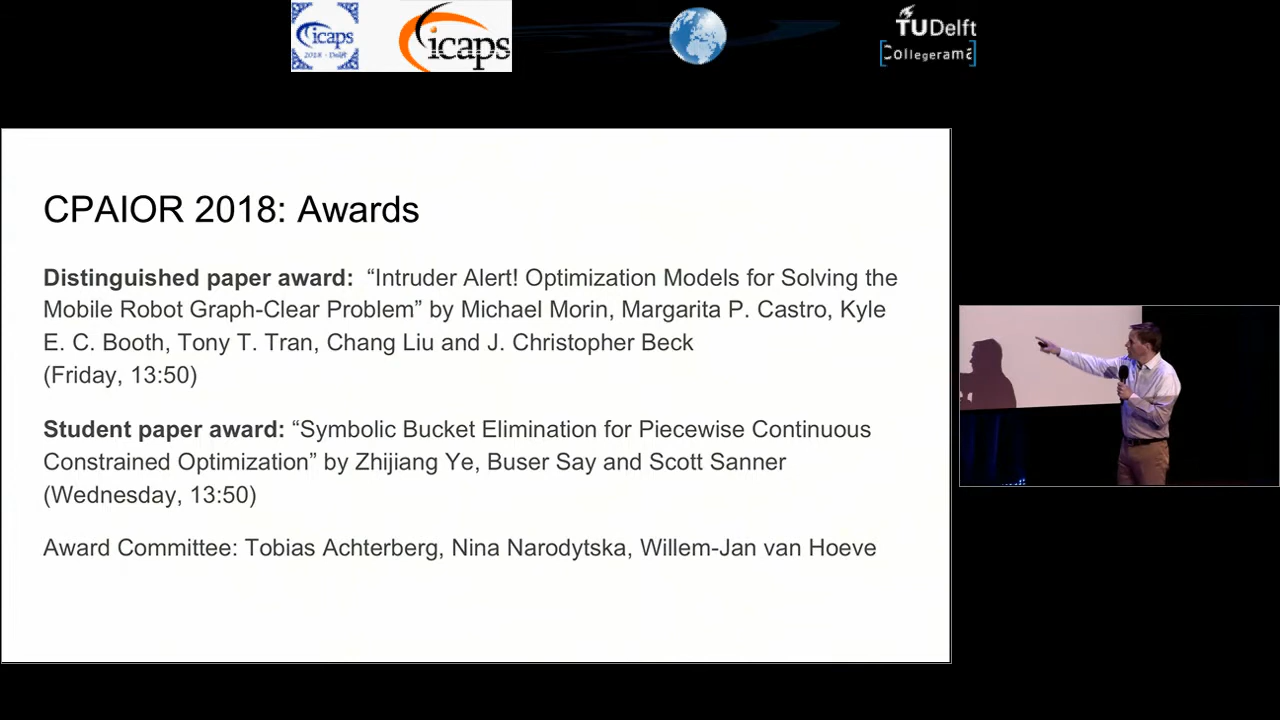 icaps
2018 - Delft
icaps
TUDelft
Collegerama
CPAIOR 2018: Awards
Distinguished paper award:  “Intruder Alert! Optimization Models for Solving the
Mobile Robot Graph-Clear Problem” by Michael Morin, Margarita P. Castro, Kyle
E. C. Booth, Tony T. Tran, Chang Liu and J. Christopher Beck
(Friday, 13:50)
Student paper award: “Symbolic Bucket Elimination for Piecewise Continuous
Constrained Optimization” by Zhijiang Ye, Buser Say and Scott Sanner
(Wednesday, 13:50)
Award Committee: Tobias Achterberg, Nina Narodytska, Willem-Jan van Hoeve